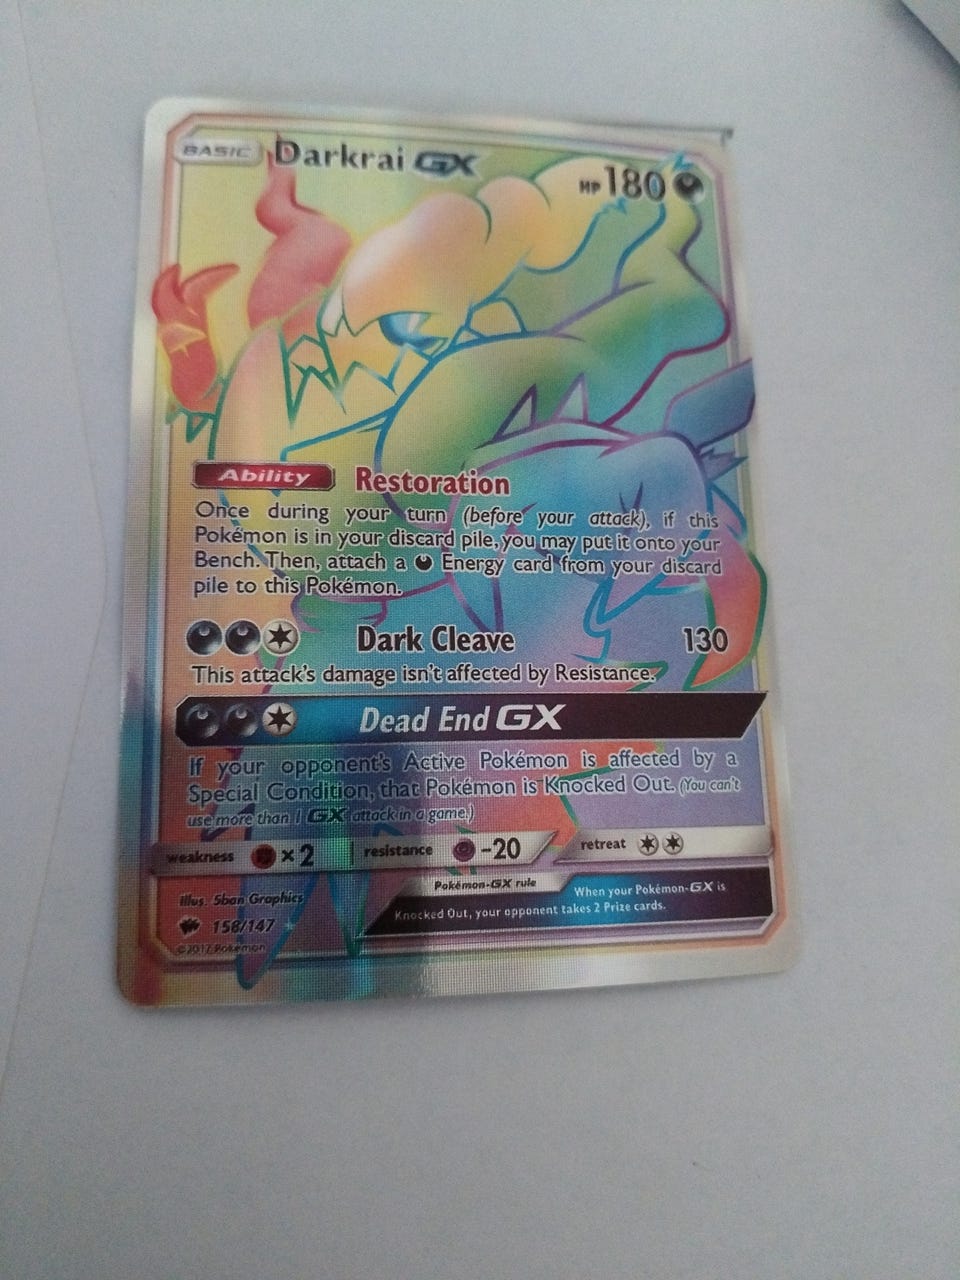 BASIC Darkrai GX HP 180
Ability Restoration
Once during your turn (before your attack), if this
Pokémon is in your discard pile, you may put it onto your
Bench. Then, attach a Energy card from your discard
pile to this Pokémon.
Dark Cleave 130
This attack's damage isn't affected by Resistance.
Dead End GX
If your opponent's Active Pokémon is affected by a
Special Condition, that Pokémon is Knocked Out. (You can't
use more than 1 GX attack in a game.)
weakness ×2 resistance -20 retreat
Illus. 5ban Graphics
158/147
©2017 Pokémon
Pokémon-GX rule
When your Pokémon-GX is
Knocked Out, your opponent takes 2 Prize cards.